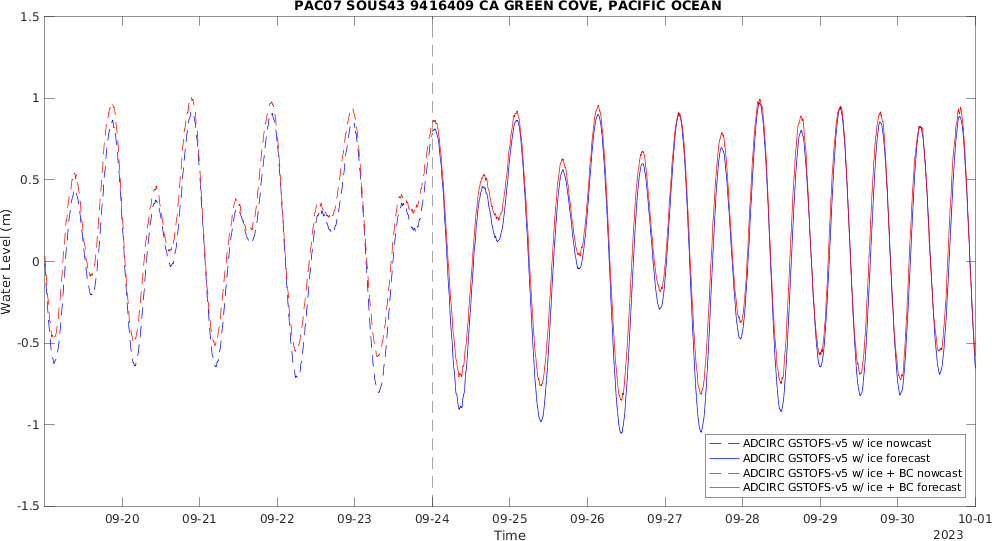 PAC07 SOUS43 9416409 CA GREEN COVE, PACIFIC OCEAN
1.5
1
0.5
0
-0.5
-1
-1.5
Water Level (m)
09-20 09-21 09-22 09-23 09-24 09-25 09-26 09-27 09-28 09-29 09-30 10-01
Time
2023
ADCIRC GSTOFS-v5 w/ ice nowcast
ADCIRC GSTOFS-v5 w/ ice forecast
ADCIRC GSTOFS-v5 w/ ice + BC nowcast
ADCIRC GSTOFS-v5 w/ ice + BC forecast